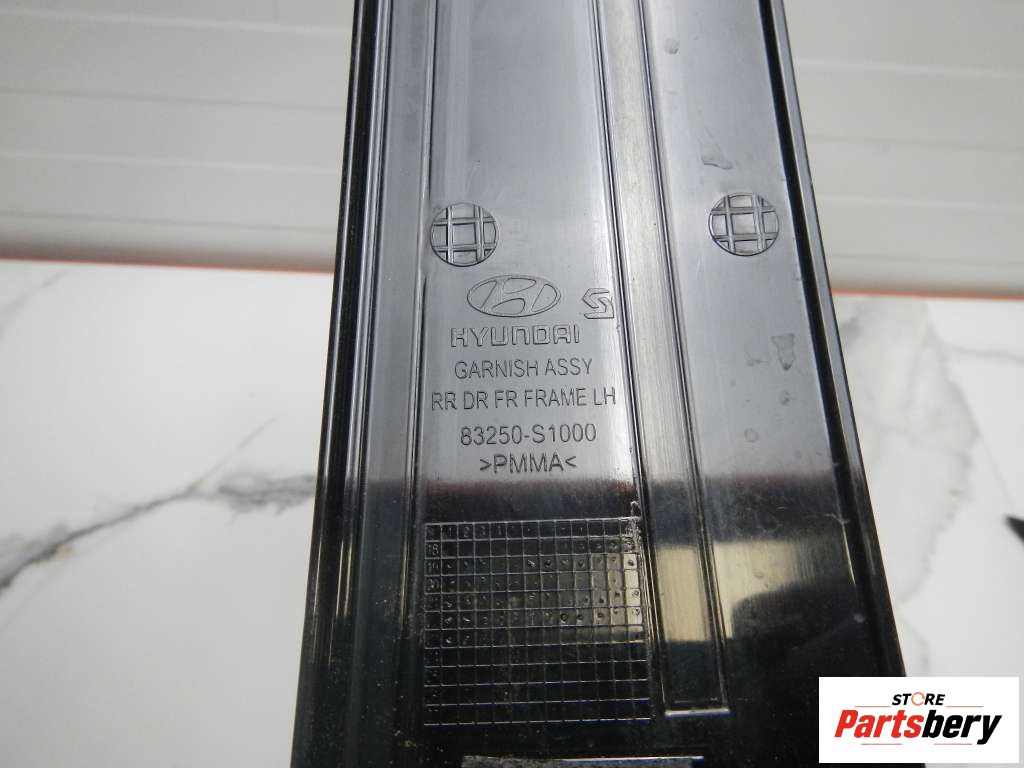 HYUNDAI
GARNISH ASSY
RR DR FR FRAME LH
83250-S1000
>PMMA<
STORE
Partsbery